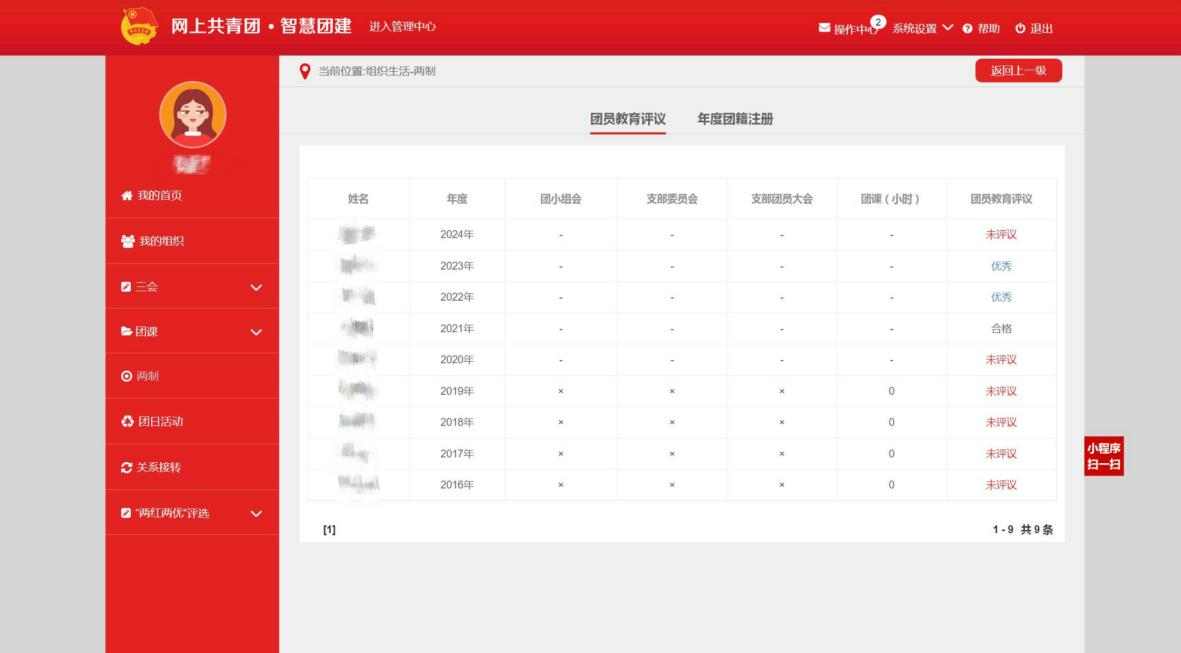 网上共青团·智慧团建 进入管理中心 操作中心 2 系统设置 帮助 退出
当前位置:组织生活-两制 返回上一级
团员教育评议 年度团籍注册
我的首页
我的组织
三会
团课
两制
团日活动
关系接转
“两红两优”评选
姓名 年度 团小组会 支部委员会 支部团员大会 团课（小时） 团员教育评议
2024年 - - - - 未评议
2023年 - - - - 优秀
2022年 - - - - 优秀
2021年 - - - - 合格
2020年 - - - - 未评议
2019年 × × × 0 未评议
2018年 × × × 0 未评议
2017年 × × × 0 未评议
2016年 × × × 0 未评议
[1] 1 - 9 共 9 条
小程序
扫一扫